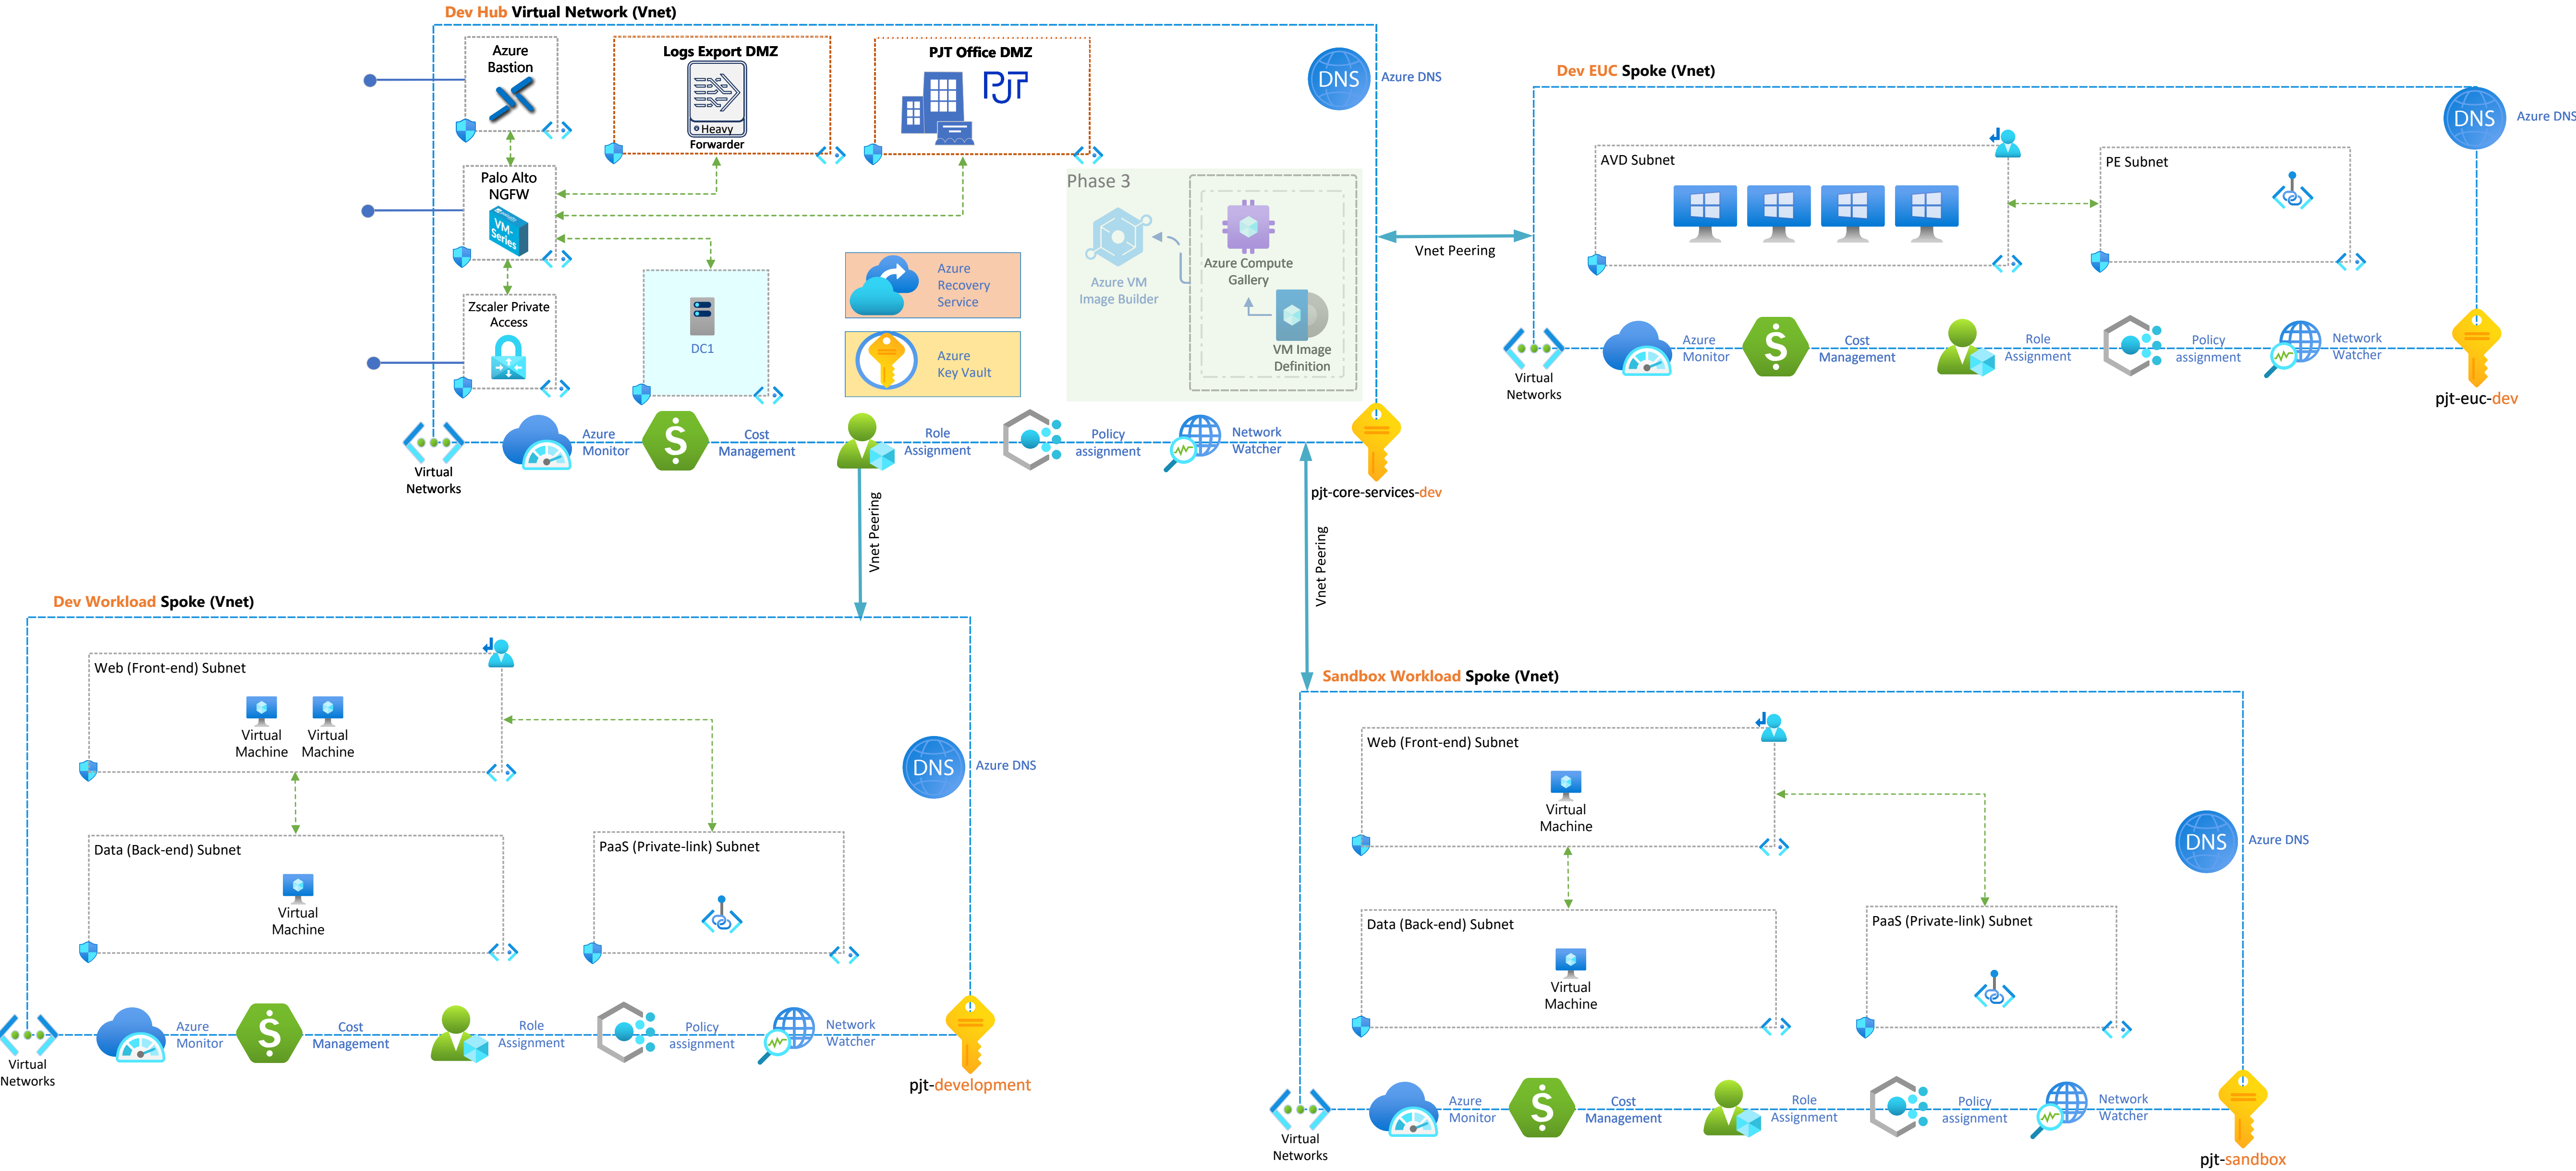 Dev Hub Virtual Network (Vnet)
Azure
Bastion
Logs Export DMZ
Heavy
Forwarder
PJT Office DMZ
PJT
DNS
Azure DNS
Palo Alto
NGFW
VM-
Series
Zscaler Private
Access
DC1
Azure
Recovery
Service
Azure
Key Vault
Phase 3
Azure VM
Image Builder
Azure Compute
Gallery
VM Image
Definition
Virtual
Networks
Azure
Monitor
Cost
Management
Role
Assignment
Policy
assignment
Network
Watcher
pjt-core-services-dev
Vnet Peering
Dev EUC Spoke (Vnet)
DNS
Azure DNS
AVD Subnet
PE Subnet
Virtual
Networks
Azure
Monitor
Cost
Management
Role
Assignment
Policy
assignment
Network
Watcher
pjt-euc-dev
Vnet Peering
Vnet Peering
Dev Workload Spoke (Vnet)
Web (Front-end) Subnet
Virtual
Machine
Virtual
Machine
DNS
Azure DNS
Data (Back-end) Subnet
Virtual
Machine
PaaS (Private-link) Subnet
Virtual
Networks
Azure
Monitor
Cost
Management
Role
Assignment
Policy
assignment
Network
Watcher
pjt-development
Sandbox Workload Spoke (Vnet)
Web (Front-end) Subnet
Virtual
Machine
DNS
Azure DNS
Data (Back-end) Subnet
Virtual
Machine
PaaS (Private-link) Subnet
Virtual
Networks
Azure
Monitor
Cost
Management
Role
Assignment
Policy
assignment
Network
Watcher
pjt-sandbox